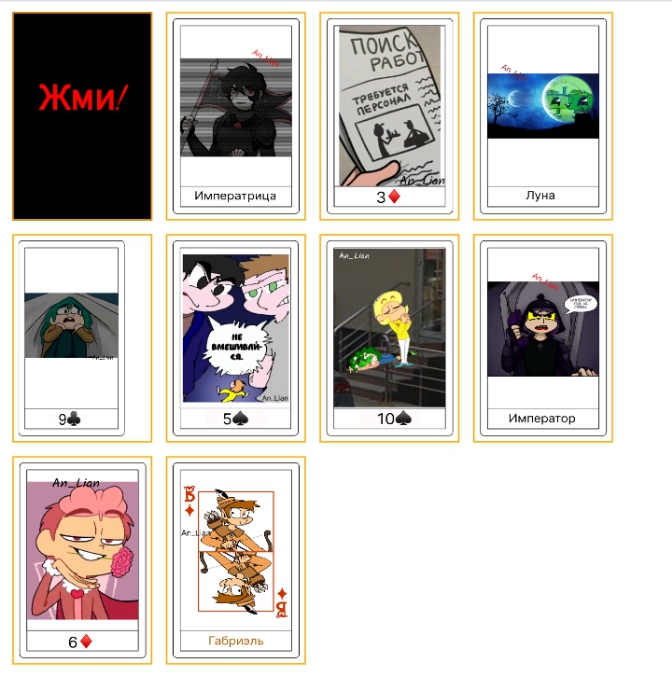 Жми!
An_Lian
Императрица
ПОИСК
РАБОТ
ТРЕБУЕТСЯ
ПЕРСОНАЛ
An_Lian
3♦
An_Lian
Луна
An_Lian
9♣
НЕ
ВМЕШИВАЙ-
СЯ.
An_Lian
5♠
An_Lian
10♠
An_Lian
Император
An_Lian
6♦
В
An_Lian
В
Габриэль